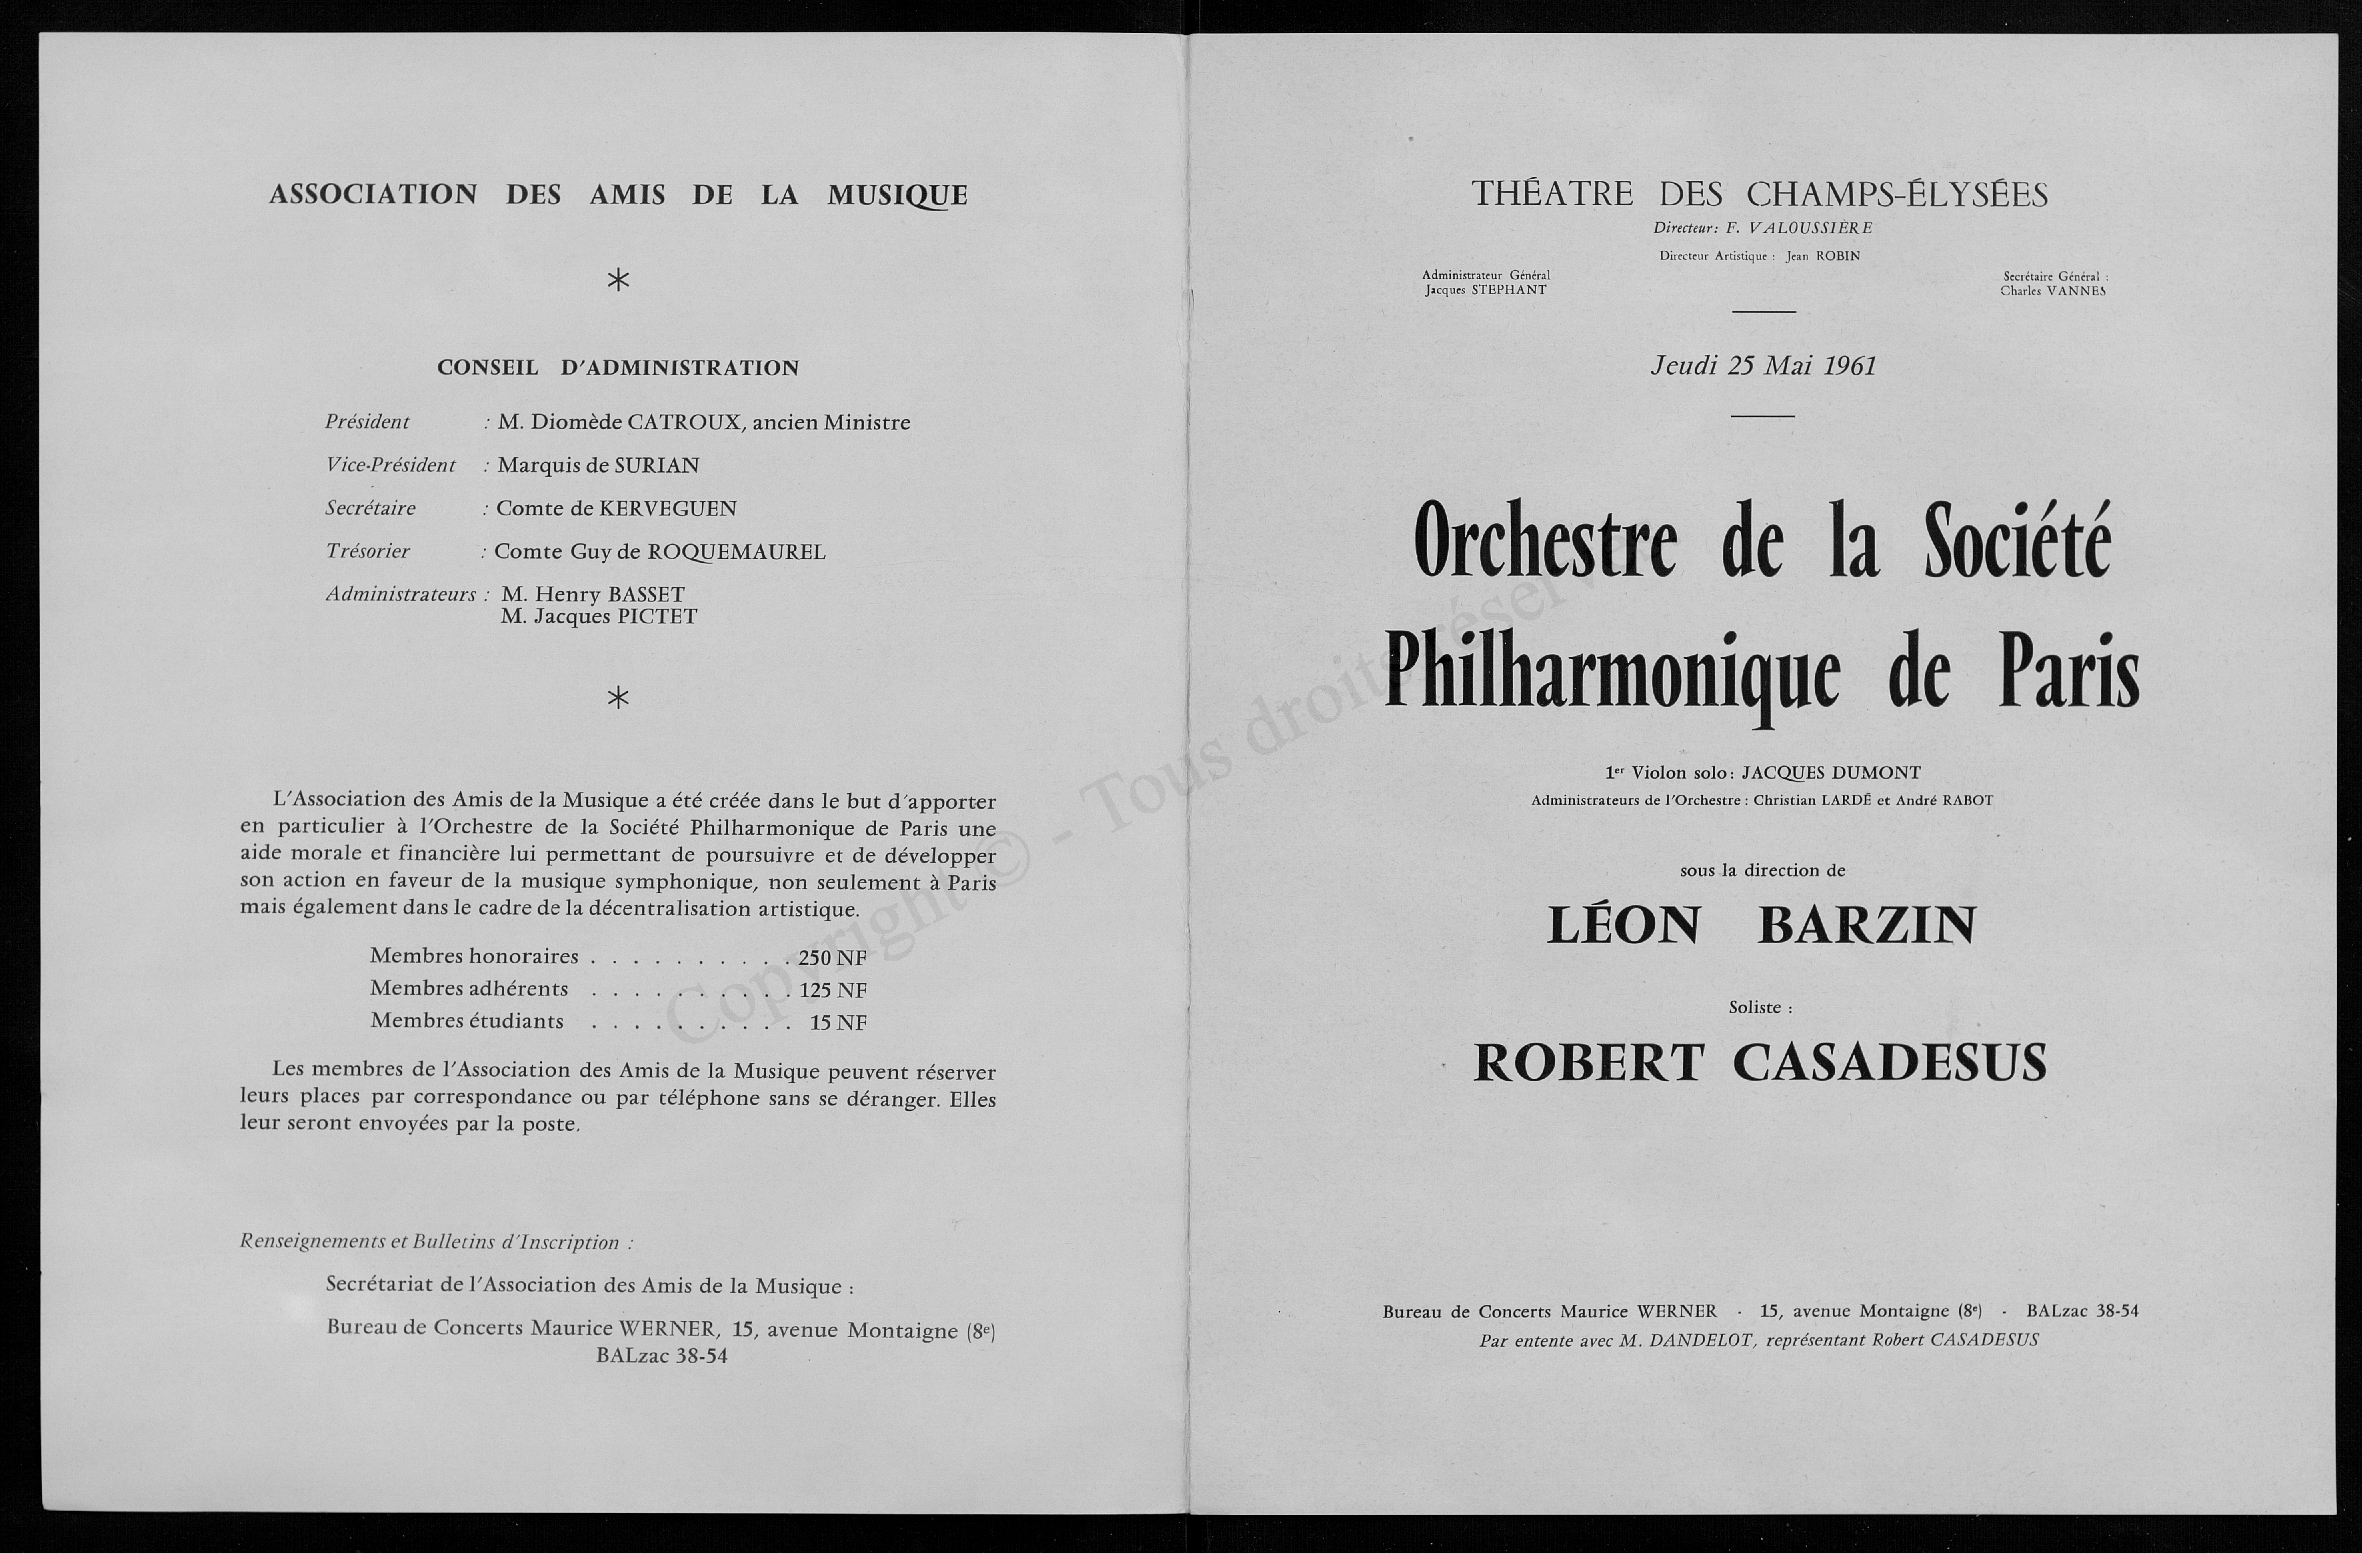 ASSOCIATION DES AMIS DE LA MUSIQUE
*
CONSEIL D'ADMINISTRATION
Président : M. Diomède CATROUX, ancien Ministre
Vice-Président : Marquis de SURIAN
Secrétaire : Comte de KERVEGUEN
Trésorier : Comte Guy de ROQUEMAUREL
Administrateurs : M. Henry BASSET
M. Jacques PICTET
*
L'Association des Amis de la Musique a été créée dans le but d'apporter
en particulier à l'Orchestre de la Société Philharmonique de Paris une
aide morale et financière lui permettant de poursuivre et de développer
son action en faveur de la musique symphonique, non seulement à Paris
mais également dans le cadre de la décentralisation artistique.
Membres honoraires . . . . . . . . . . 250 NF
Membres adhérents . . . . . . . . . . 125 NF
Membres étudiants . . . . . . . . . . 15 NF
Les membres de l'Association des Amis de la Musique peuvent réserver
leurs places par correspondance ou par téléphone sans se déranger. Elles
leur seront envoyées par la poste.
Renseignements et Bulletins d'Inscription :
Secrétariat de l'Association des Amis de la Musique :
Bureau de Concerts Maurice WERNER, 15, avenue Montaigne (8e)
BALzac 38-54
THÉATRE DES CHAMPS-ÉLYSÉES
Directeur: F. VALOUSSIÈRE
Directeur Artistique : Jean ROBIN
Administrateur Général
Jacques STEPHANT
Secrétaire Général :
Charles VANNES
Jeudi 25 Mai 1961
Orchestre de la Société
Philharmonique de Paris
1er Violon solo: JACQUES DUMONT
Administrateurs de l'Orchestre : Christian LARDÉ et André RABOT
sous la direction de
LÉON BARZIN
Soliste :
ROBERT CASADESUS
Bureau de Concerts Maurice WERNER - 15, avenue Montaigne (8e) - BALzac 38-54
Par entente avec M. DANDELOT, représentant Robert CASADESUS
Copyright © - Tous droits réservés